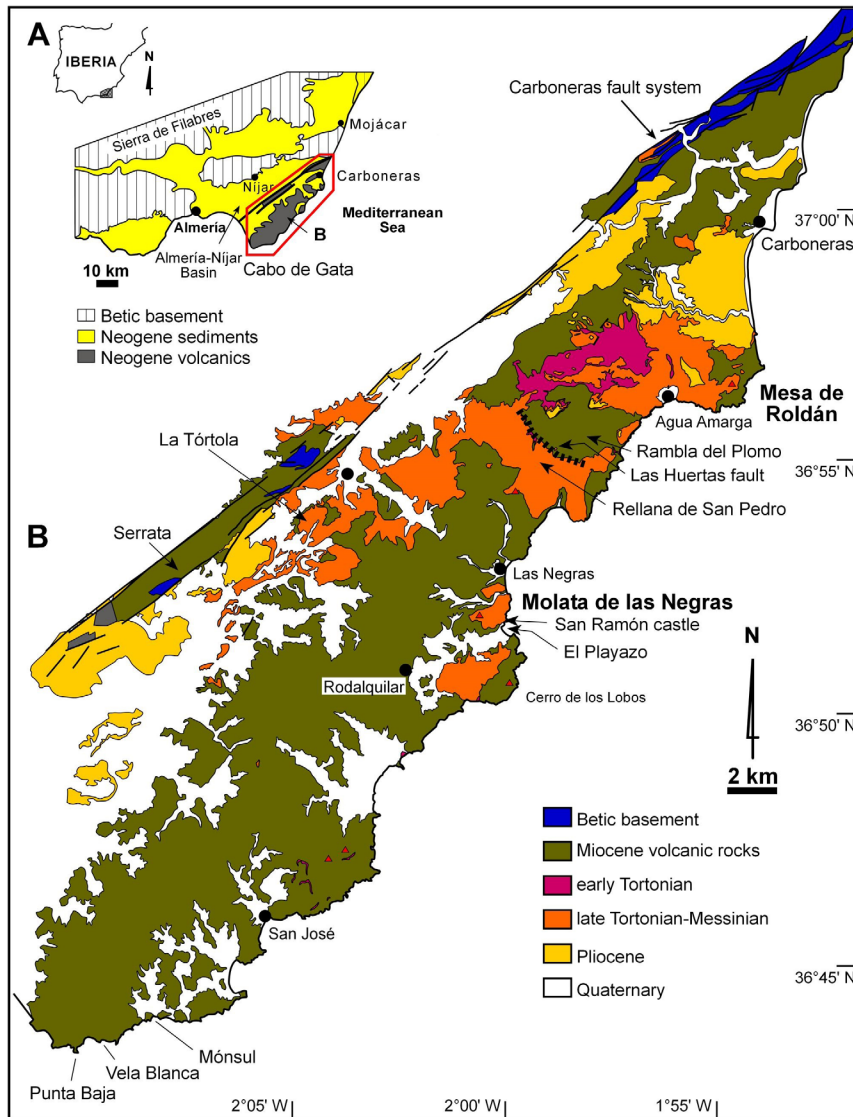 A
IBERIA
N
Sierra de Filabres
Mojácar
Níjar
Carboneras
Almería
Mediterranean
Sea
B
Almería-Níjar
Basin
Cabo de Gata
10 km
Betic basement
Neogene sediments
Neogene volcanics
Carboneras fault system
37°00' N
Carboneras
Mesa de
Roldán
Agua Amarga
La Tórtola
Rambla del Plomo
Las Huertas fault
36°55' N
Rellana de San Pedro
B
Serrata
Las Negras
Molata de las Negras
San Ramón castle
El Playazo
N
Rodalquilar
Cerro de los Lobos
36°50' N
2 km
Betic basement
Miocene volcanic rocks
early Tortonian
late Tortonian-Messinian
Pliocene
Quaternary
San José
36°45' N
Mónsul
Vela Blanca
Punta Baja
2°05' W
2°00' W
1°55' W